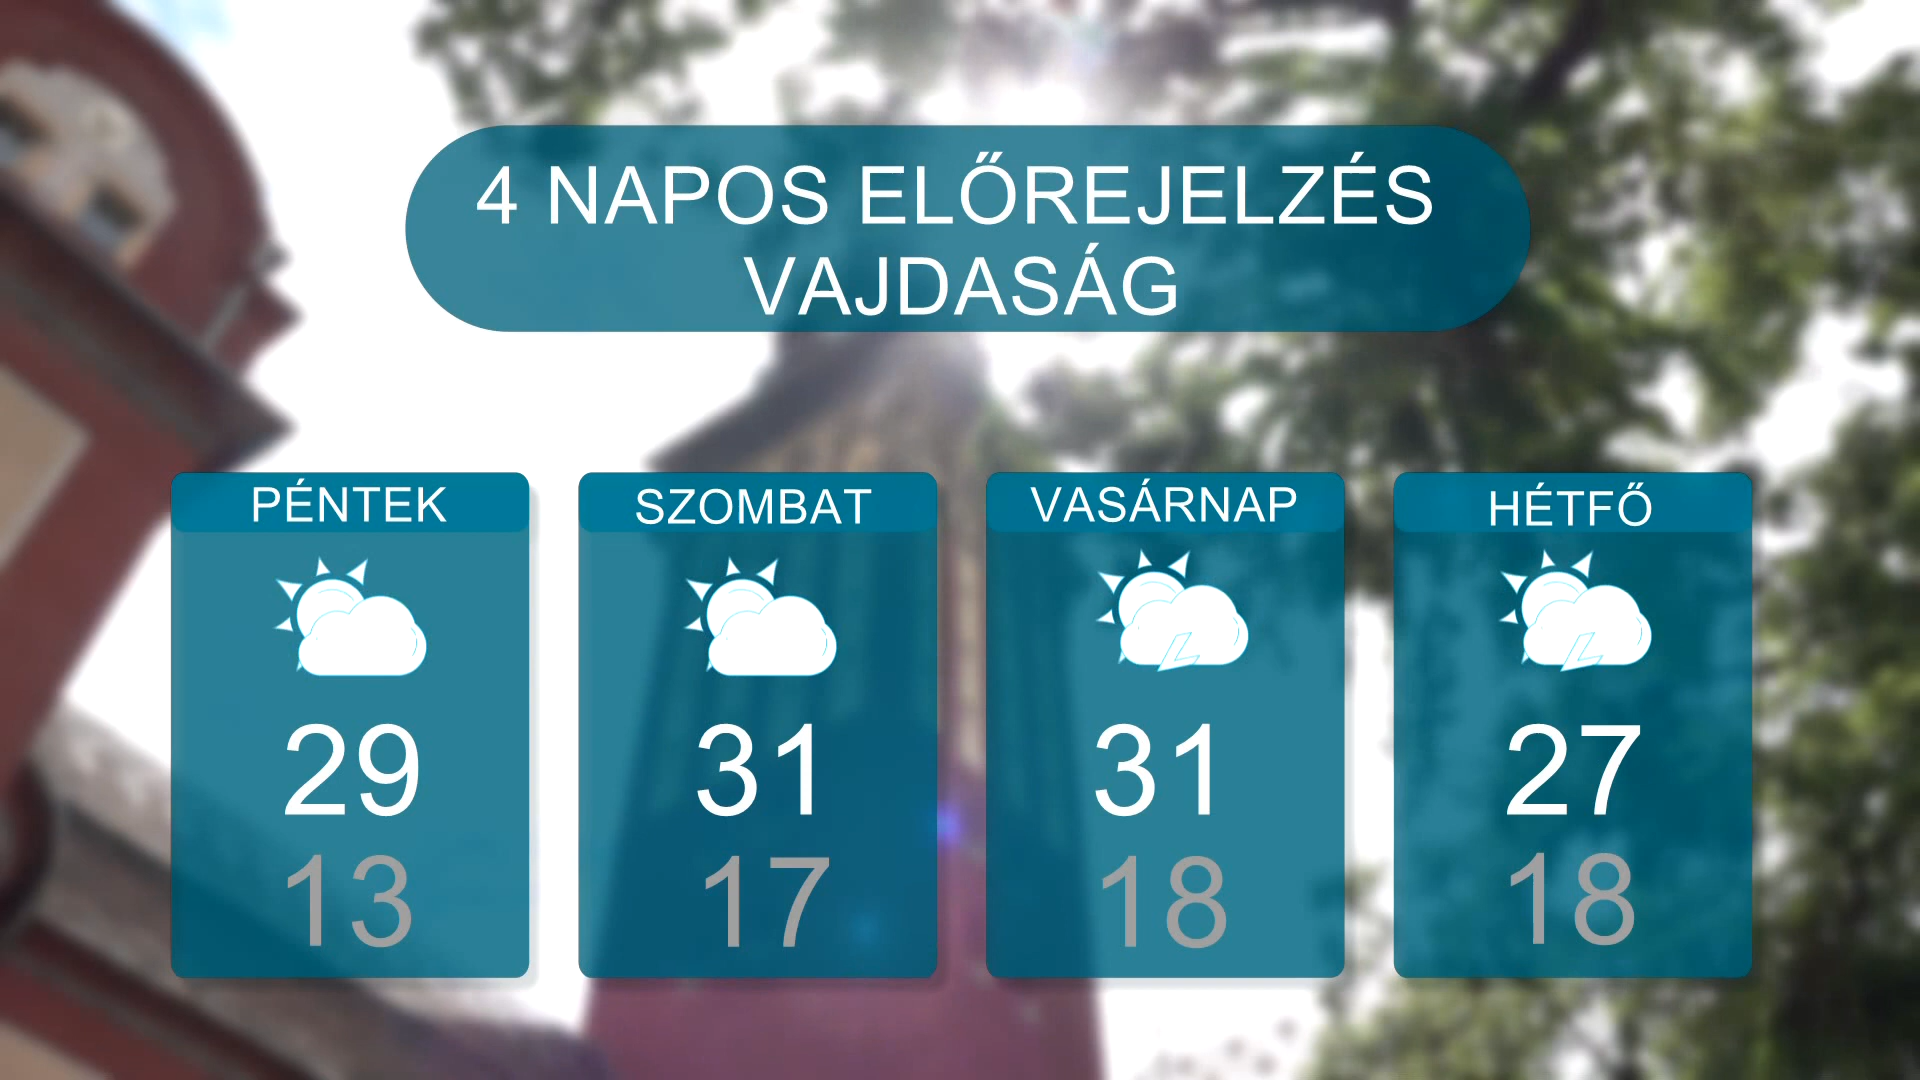 4 NAPOS ELŐREJELZÉS
VAJDASÁG
PÉNTEK
29
13
SZOMBAT
31
17
VASÁRNAP
31
18
HÉTFŐ
27
18